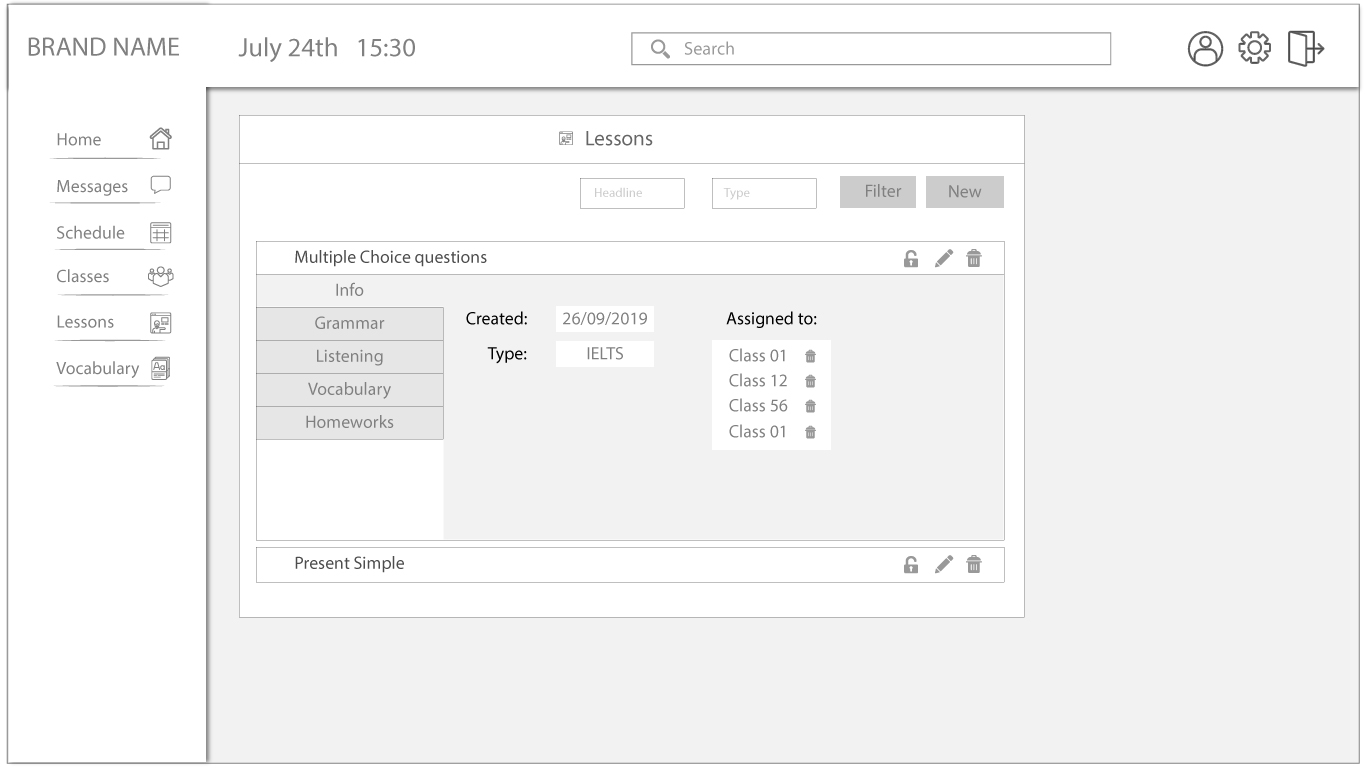 BRAND NAME
July 24th 15:30
Search
Home
Messages
Schedule
Classes
Lessons
Vocabulary
Aa
Lessons
Headline
Type
Filter
New
Multiple Choice questions
Info
Grammar
Listening
Vocabulary
Homeworks
Created: 26/09/2019
Type: IELTS
Assigned to:
Class 01
Class 12
Class 56
Class 01
Present Simple